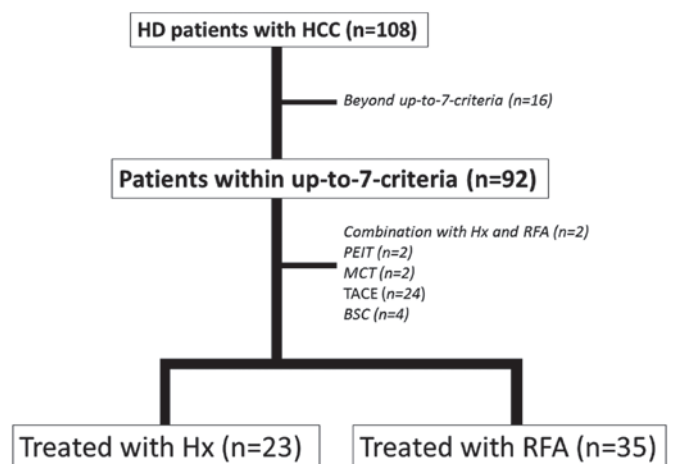 HD patients with HCC (n=108)
Beyond up-to-7-criteria (n=16)
Patients within up-to-7-criteria (n=92)
Combination with Hx and RFA (n=2)
PEIT (n=2)
MCT (n=2)
TACE (n=24)
BSC (n=4)
Treated with Hx (n=23)
Treated with RFA (n=35)